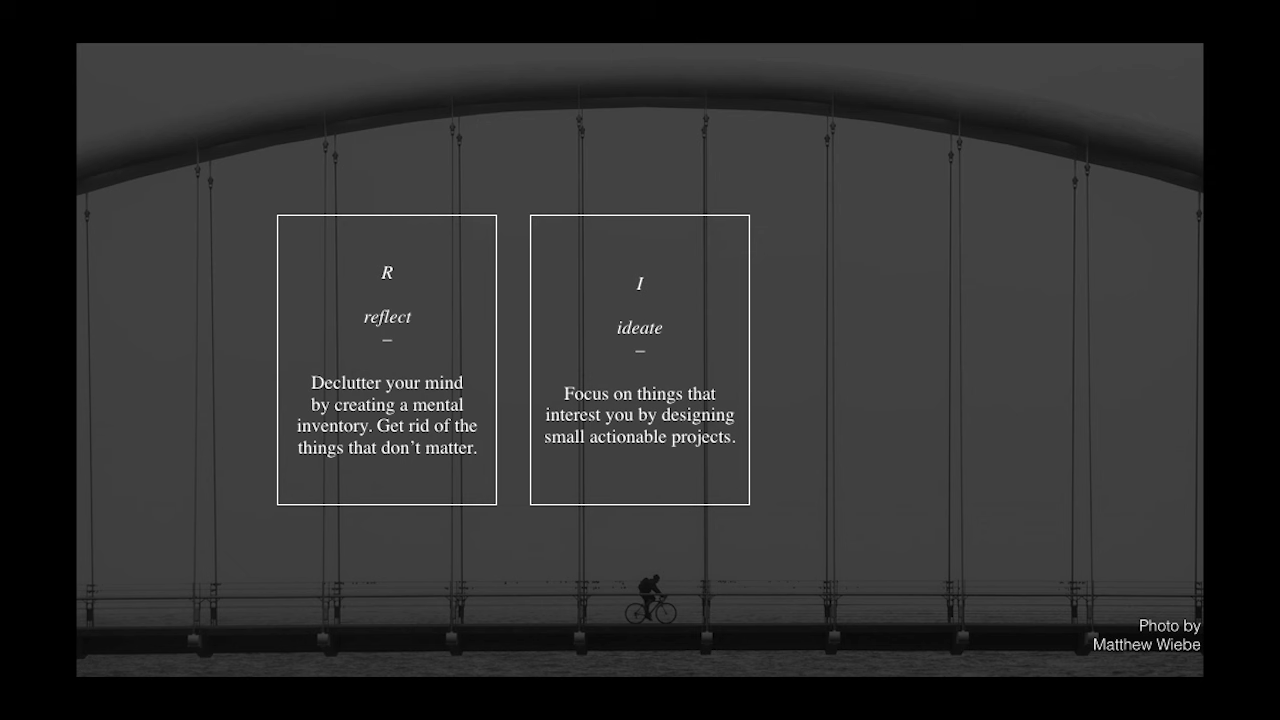 R
reflect
–
Declutter your mind
by creating a mental
inventory. Get rid of the
things that don’t matter.
I
ideate
–
Focus on things that
interest you by designing
small actionable projects.
Photo by
Matthew Wiebe